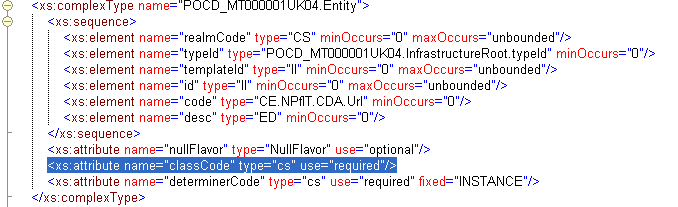 <xs:complexType name="POCD_MT000001UK04.Entity">
<xs:sequence>
<xs:element name="realmCode" type="CS" minOccurs="0" maxOccurs="unbounded"/>
<xs:element name="typeId" type="POCD_MT000001UK04.InfrastructureRoot.typeId" minOccurs="0"/>
<xs:element name="templateId" type="II" minOccurs="0" maxOccurs="unbounded"/>
<xs:element name="id" type="II" minOccurs="0" maxOccurs="unbounded"/>
<xs:element name="code" type="CE.NPfIT.CDA.Url" minOccurs="0"/>
<xs:element name="desc" type="ED" minOccurs="0"/>
</xs:sequence>
<xs:attribute name="nullFlavor" type="NullFlavor" use="optional"/>
<xs:attribute name="classCode" type="cs" use="required"/>
<xs:attribute name="determinerCode" type="cs" use="required" fixed="INSTANCE"/>
</xs:complexType>